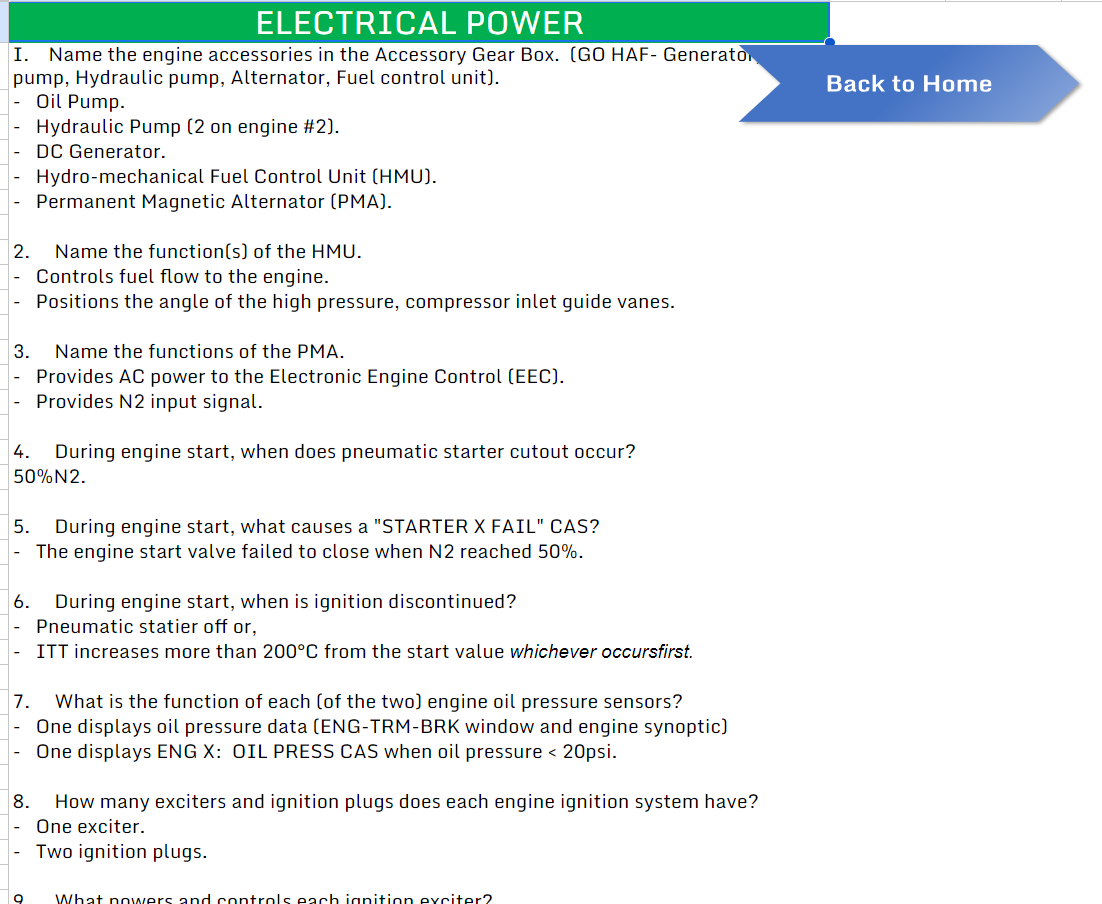 ELECTRICAL POWER
I. Name the engine accessories in the Accessory Gear Box. (GO HAF- Generator,
pump, Hydraulic pump, Alternator, Fuel control unit).
Back to Home
- Oil Pump.
- Hydraulic Pump (2 on engine #2).
- DC Generator.
- Hydro-mechanical Fuel Control Unit (HMU).
- Permanent Magnetic Alternator (PMA).
2. Name the function(s) of the HMU.
- Controls fuel flow to the engine.
- Positions the angle of the high pressure, compressor inlet guide vanes.
3. Name the functions of the PMA.
- Provides AC power to the Electronic Engine Control (EEC).
- Provides N2 input signal.
4. During engine start, when does pneumatic starter cutout occur?
50%N2.
5. During engine start, what causes a "STARTER X FAIL" CAS?
- The engine start valve failed to close when N2 reached 50%.
6. During engine start, when is ignition discontinued?
- Pneumatic statier off or,
- ITT increases more than 200°C from the start value whichever occursfirst.
7. What is the function of each (of the two) engine oil pressure sensors?
- One displays oil pressure data (ENG-TRM-BRK window and engine synoptic)
- One displays ENG X: OIL PRESS CAS when oil pressure < 20psi.
8. How many exciters and ignition plugs does each engine ignition system have?
- One exciter.
- Two ignition plugs.
9. What powers and controls each ignition exciter?